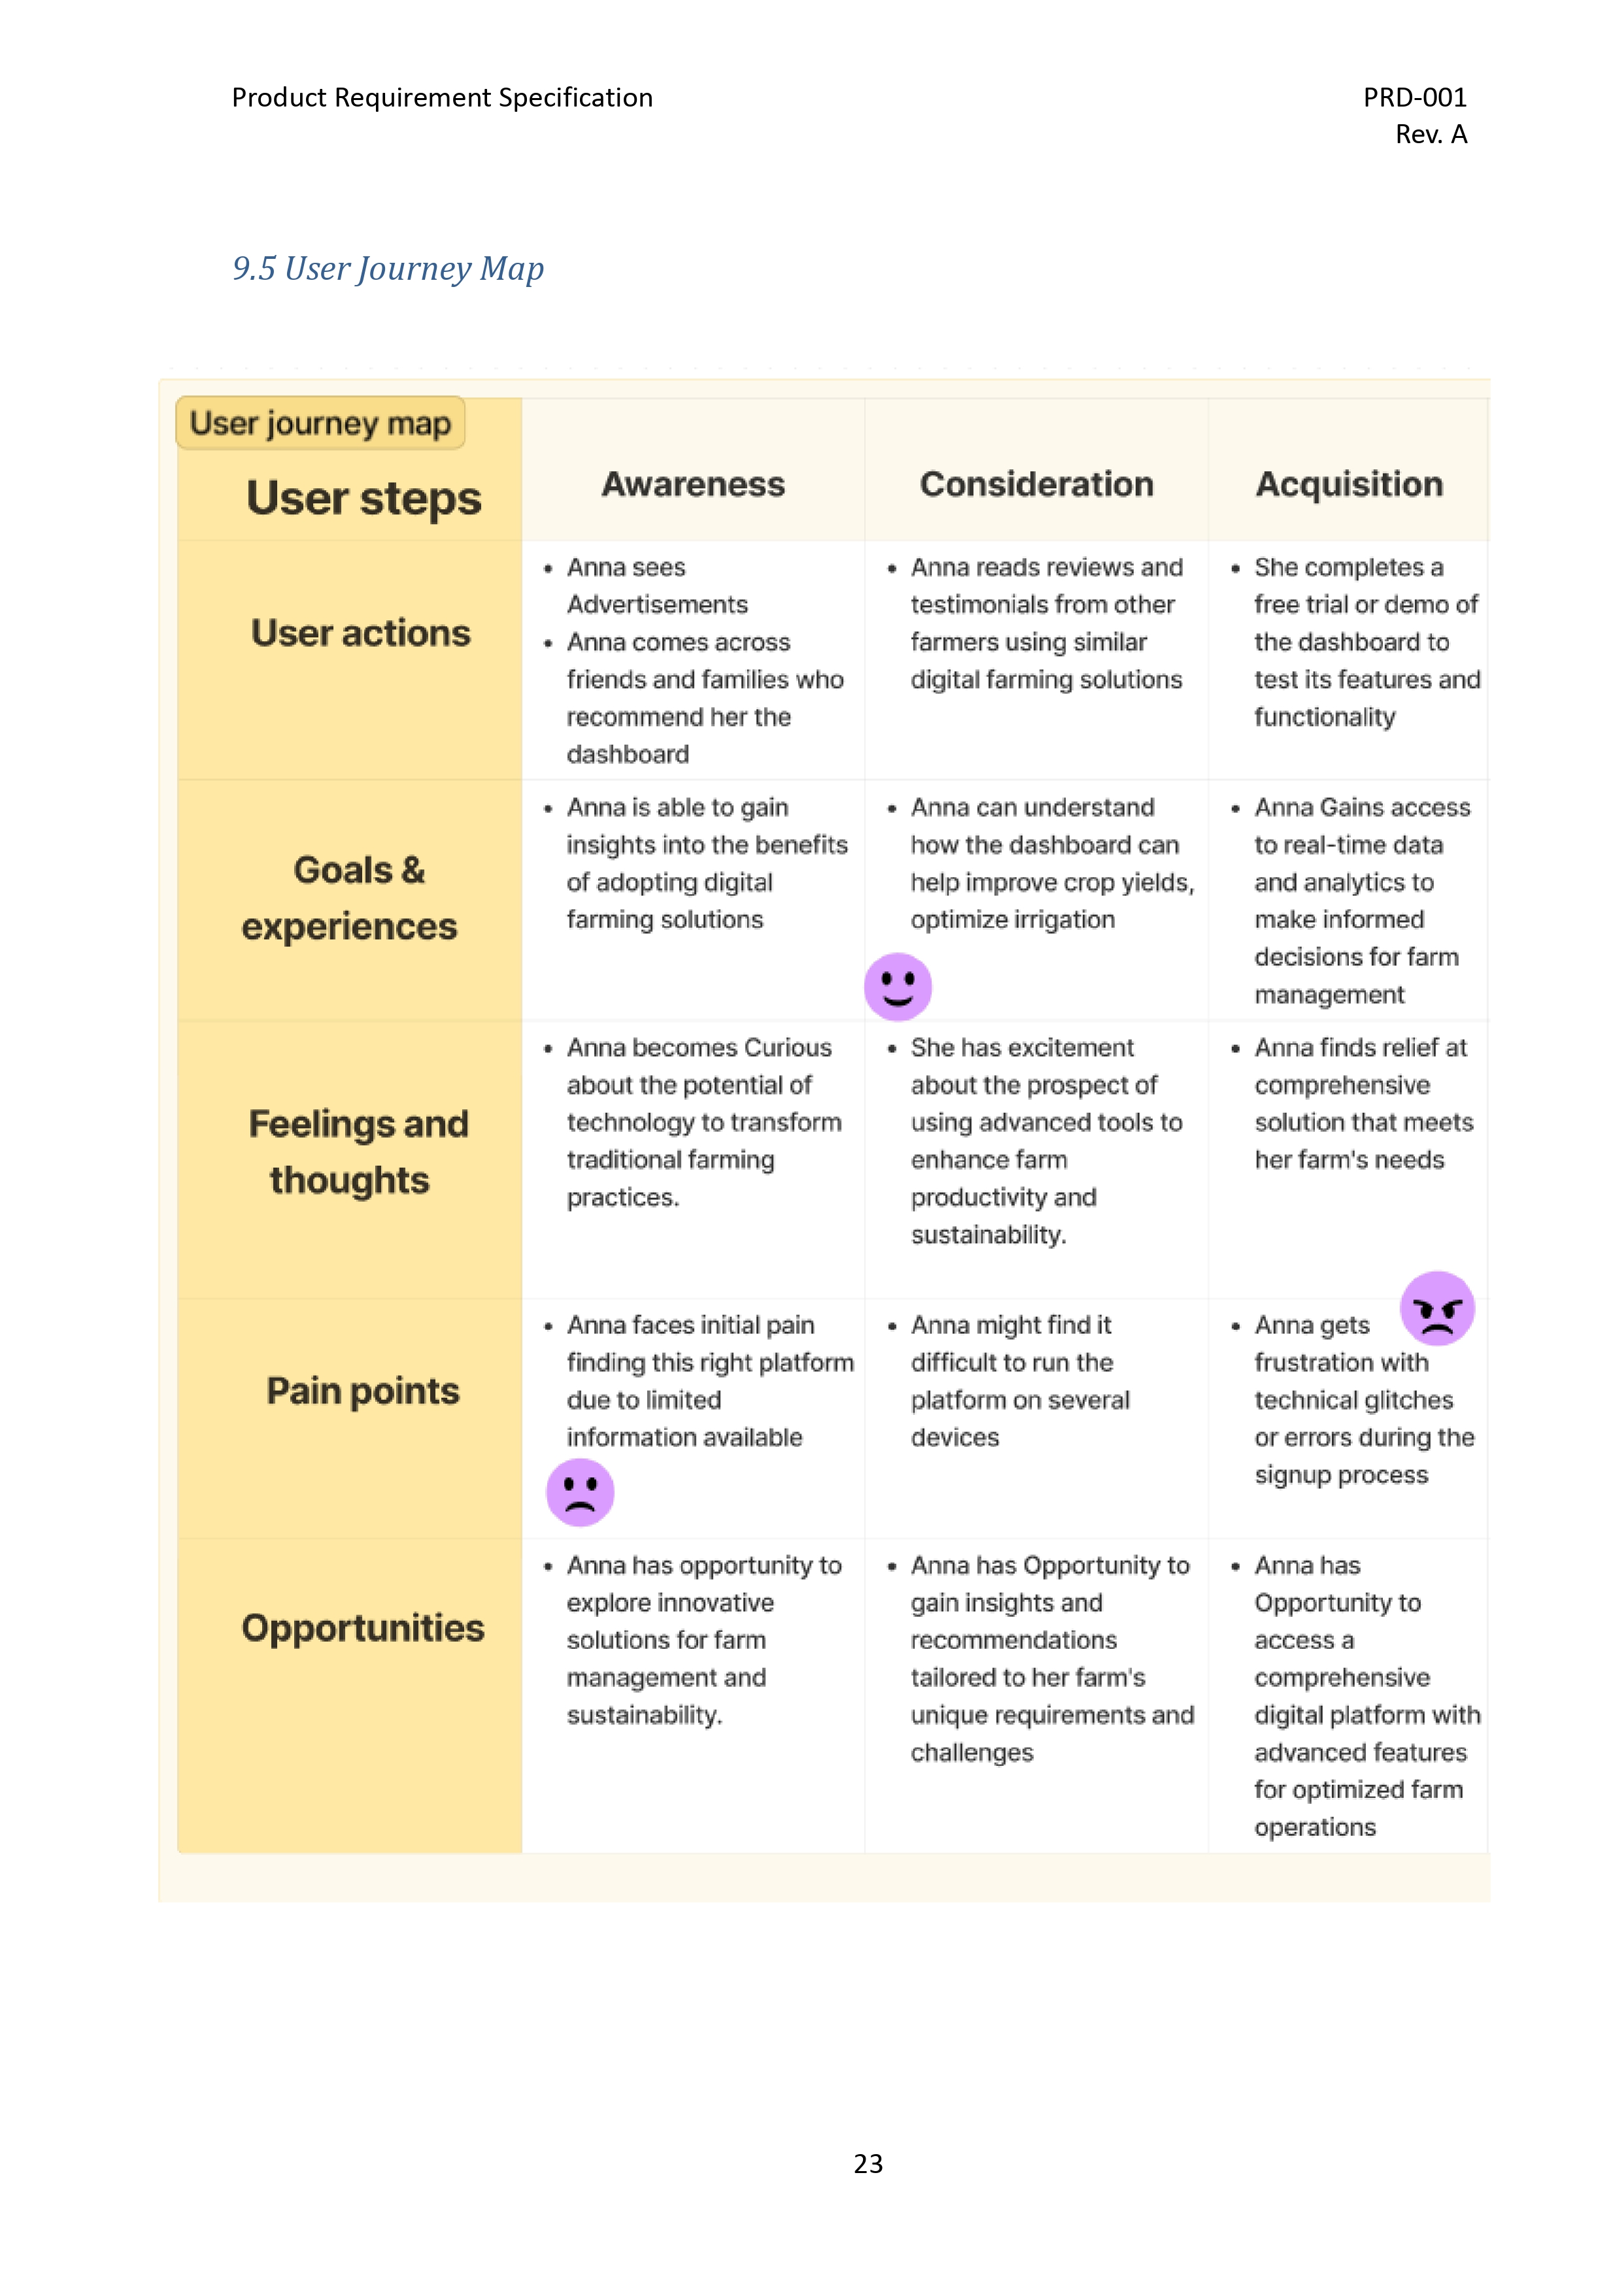 Product Requirement Specification
PRD-001
Rev. A
9.5 User Journey Map
User journey map
User steps
Awareness
Consideration
Acquisition
User actions
• Anna sees
Advertisements
• Anna comes across
friends and families who
recommend her the
dashboard
• Anna reads reviews and
testimonials from other
farmers using similar
digital farming solutions
• She completes a
free trial or demo of
the dashboard to
test its features and
functionality
Goals &
experiences
• Anna is able to gain
insights into the benefits
of adopting digital
farming solutions
• Anna can understand
how the dashboard can
help improve crop yields,
optimize irrigation
• Anna Gains access
to real-time data
and analytics to
make informed
decisions for farm
management
Feelings and
thoughts
• Anna becomes Curious
about the potential of
technology to transform
traditional farming
practices.
• She has excitement
about the prospect of
using advanced tools to
enhance farm
productivity and
sustainability.
• Anna finds relief at
comprehensive
solution that meets
her farm's needs
Pain points
• Anna faces initial pain
finding this right platform
due to limited
information available
• Anna might find it
difficult to run the
platform on several
devices
• Anna gets
frustration with
technical glitches
or errors during the
signup process
Opportunities
• Anna has opportunity to
explore innovative
solutions for farm
management and
sustainability.
• Anna has Opportunity to
gain insights and
recommendations
tailored to her farm's
unique requirements and
challenges
• Anna has
Opportunity to
access a
comprehensive
digital platform with
advanced features
for optimized farm
operations
23